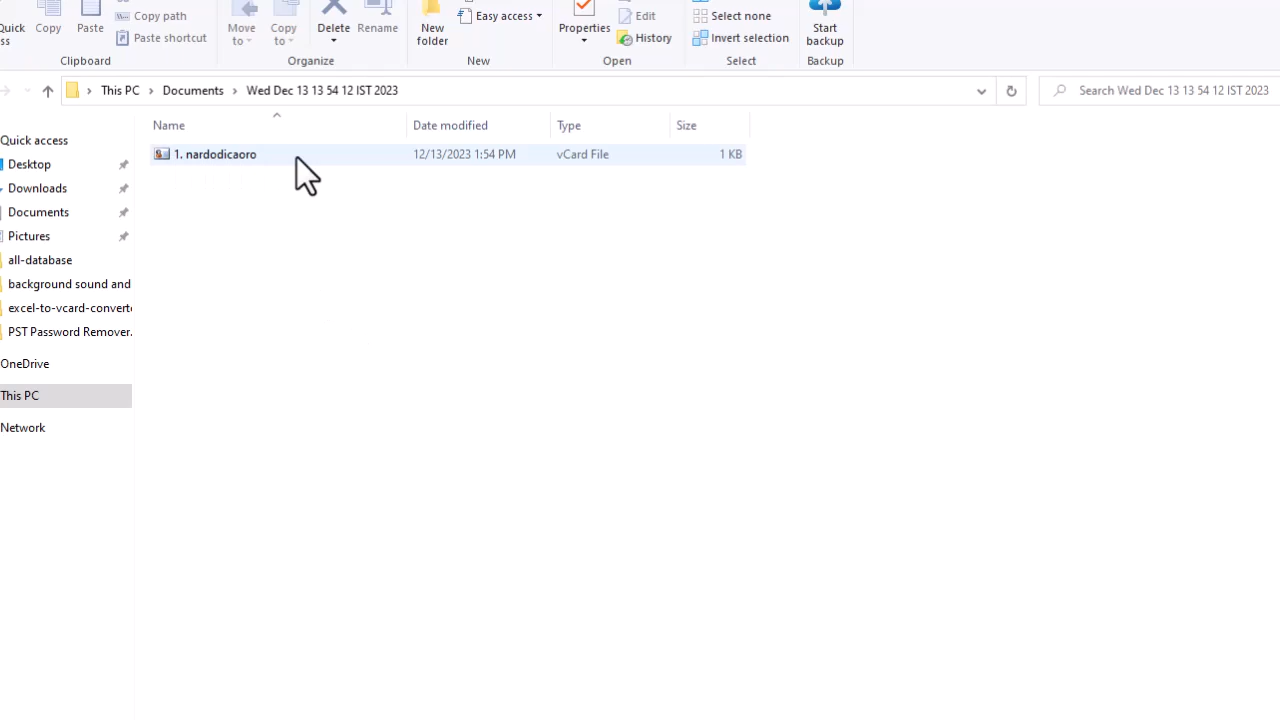 Quick
ss
Copy
Paste
Copy path
Paste shortcut
Move
to
Copy
to
Delete
Rename
New
folder
Easy access
Properties
Edit
History
Select none
Invert selection
Start
backup
Clipboard
Organize
New
Open
Select
Backup
This PC > Documents > Wed Dec 13 13 54 12 IST 2023
Search Wed Dec 13 13 54 12 IST 2023
Name Date modified Type Size
1. nardodicaoro 12/13/2023 1:54 PM vCard File 1 KB
Quick access
Desktop
Downloads
Documents
Pictures
all-database
background sound and
excel-to-vcard-converte
PST Password Remover.
OneDrive
This PC
Network